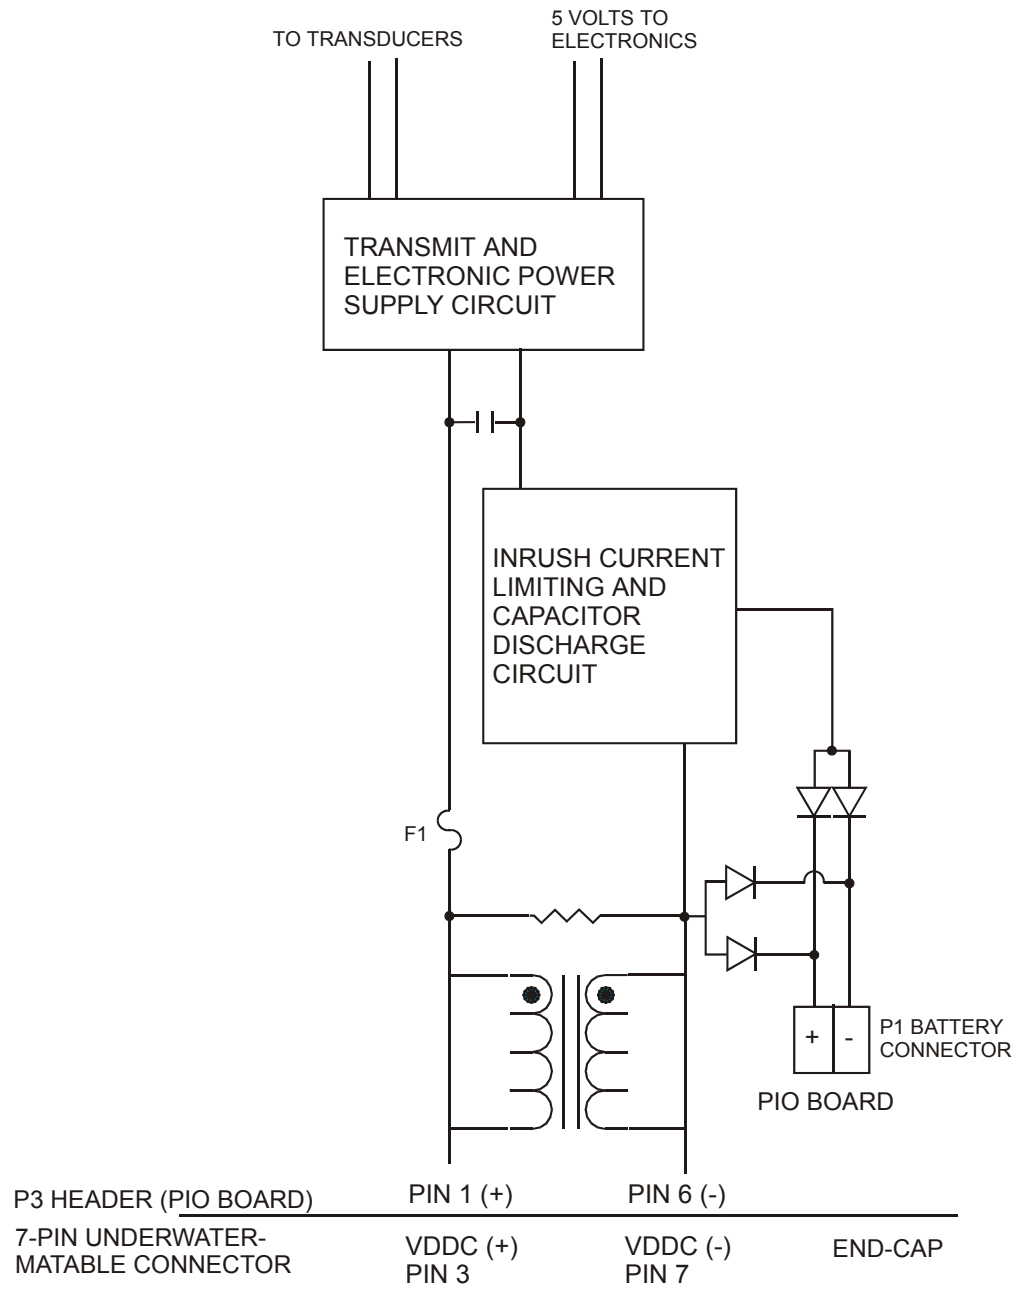 TO TRANSDUCERS
5 VOLTS TO
ELECTRONICS
TRANSMIT AND
ELECTRONIC POWER
SUPPLY CIRCUIT
INRUSH CURRENT
LIMITING AND
CAPACITOR
DISCHARGE
CIRCUIT
F1
+ -
P1 BATTERY
CONNECTOR
PIO BOARD
P3 HEADER (PIO BOARD)
PIN 1 (+)
PIN 6 (-)
7-PIN UNDERWATER-
MATABLE CONNECTOR
VDDC (+)
PIN 3
VDDC (-)
PIN 7
END-CAP